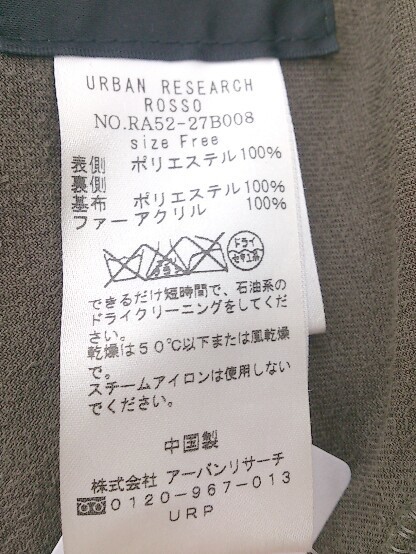 URBAN RESEARCH
ROSSO
NO.RA52-27B008
size Free
表側 ポリエステル 100%
裏側
基布 ポリエステル 100%
ファー アクリル 100%
ドライ
セキユ系
できるだけ短時間で、石油系の
ドライクリーニングをしてくだ
さい。
乾燥は50℃以下または風乾燥
で。
スチームアイロンは使用しない
でください。
中国製
株式会社 アーバンリサーチ
0120-967-013
URP